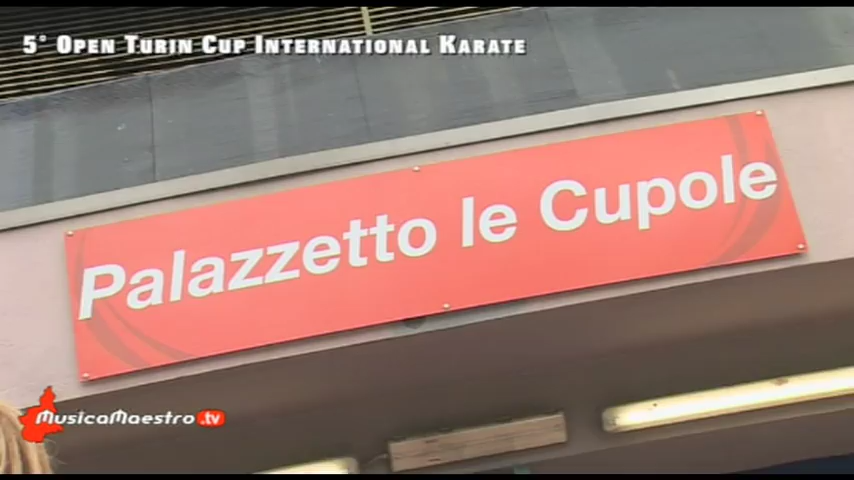 5° Open Turin Cup International Karate
Palazzetto le Cupole
MusicaMaestro.tv